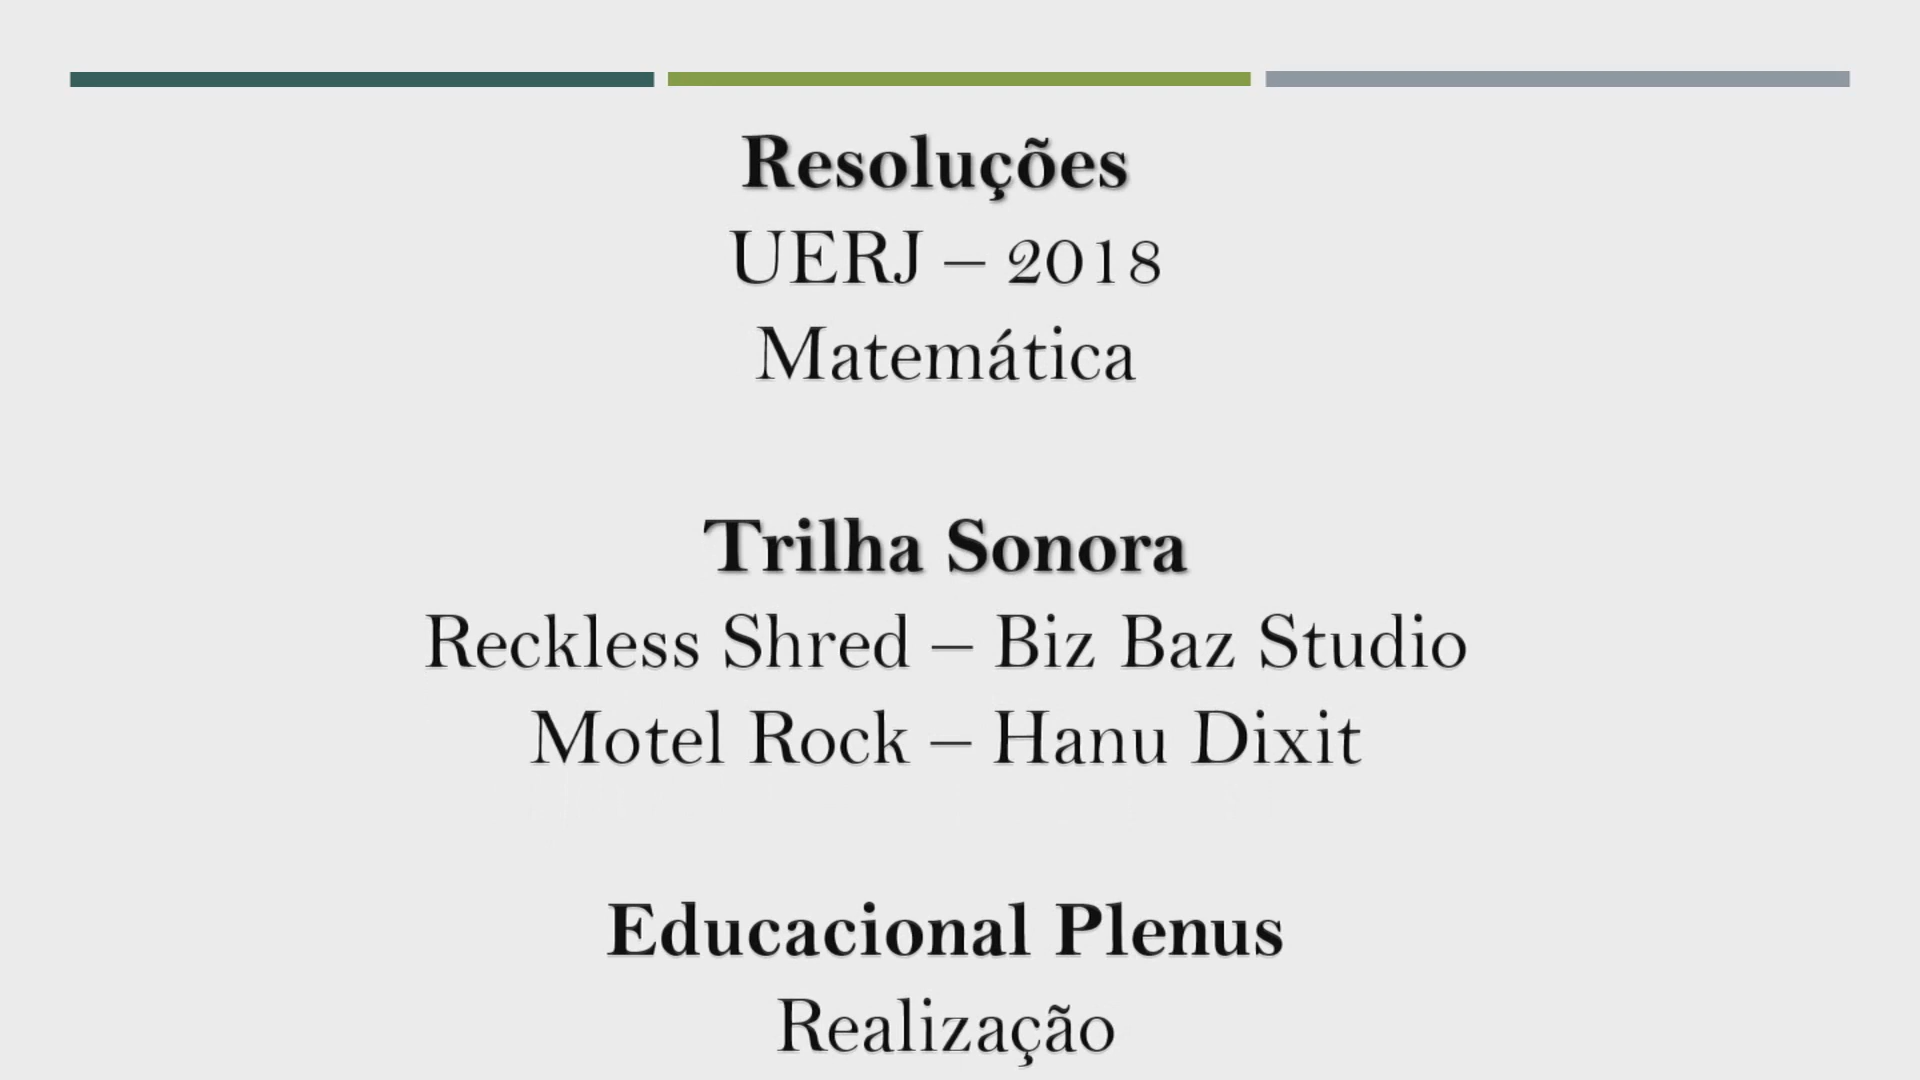 Resoluções
UERJ – 2018
Matemática
Trilha Sonora
Reckless Shred – Biz Baz Studio
Motel Rock – Hanu Dixit
Educacional Plenus
Realização